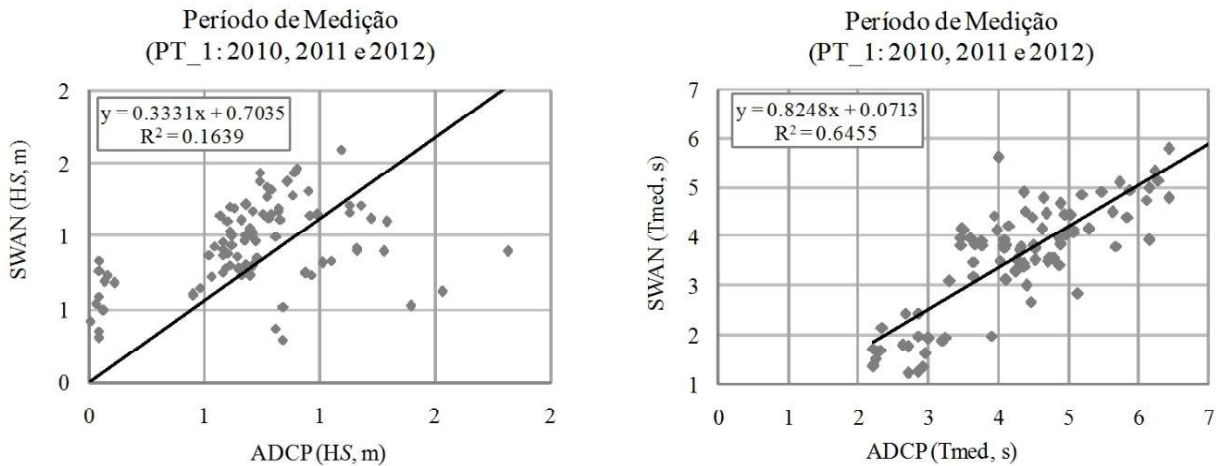 Período de Medição
(PT_1: 2010, 2011 e 2012)
y = 0.3331x + 0.7035
R² = 0.1639
SWAN (HS, m)
2
2
1
1
0
0
1
1
2
2
ADCP (HS, m)
Período de Medição
(PT_1: 2010, 2011 e 2012)
y = 0.8248x + 0.0713
R² = 0.6455
SWAN (Tmed, s)
7
6
5
4
3
2
1
0
1
2
3
4
5
6
7
ADCP (Tmed, s)